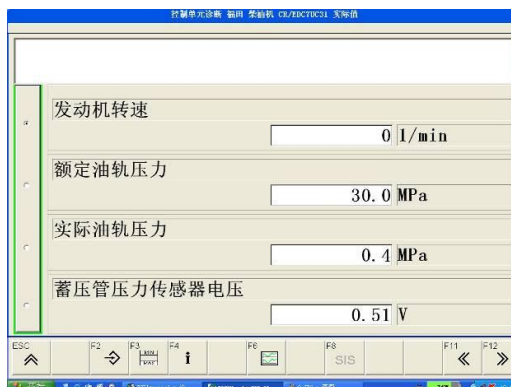 控制单元诊断 福田 柴油机 CR/EDCTUC31 实际值
发动机转速
0 1/min
额定油轨压力
30.0 MPa
实际油轨压力
0.4 MPa
蓄压管压力传感器电压
0.51 V
ESC F2 F3 F4 F6 F8 F11 F12
i SIS